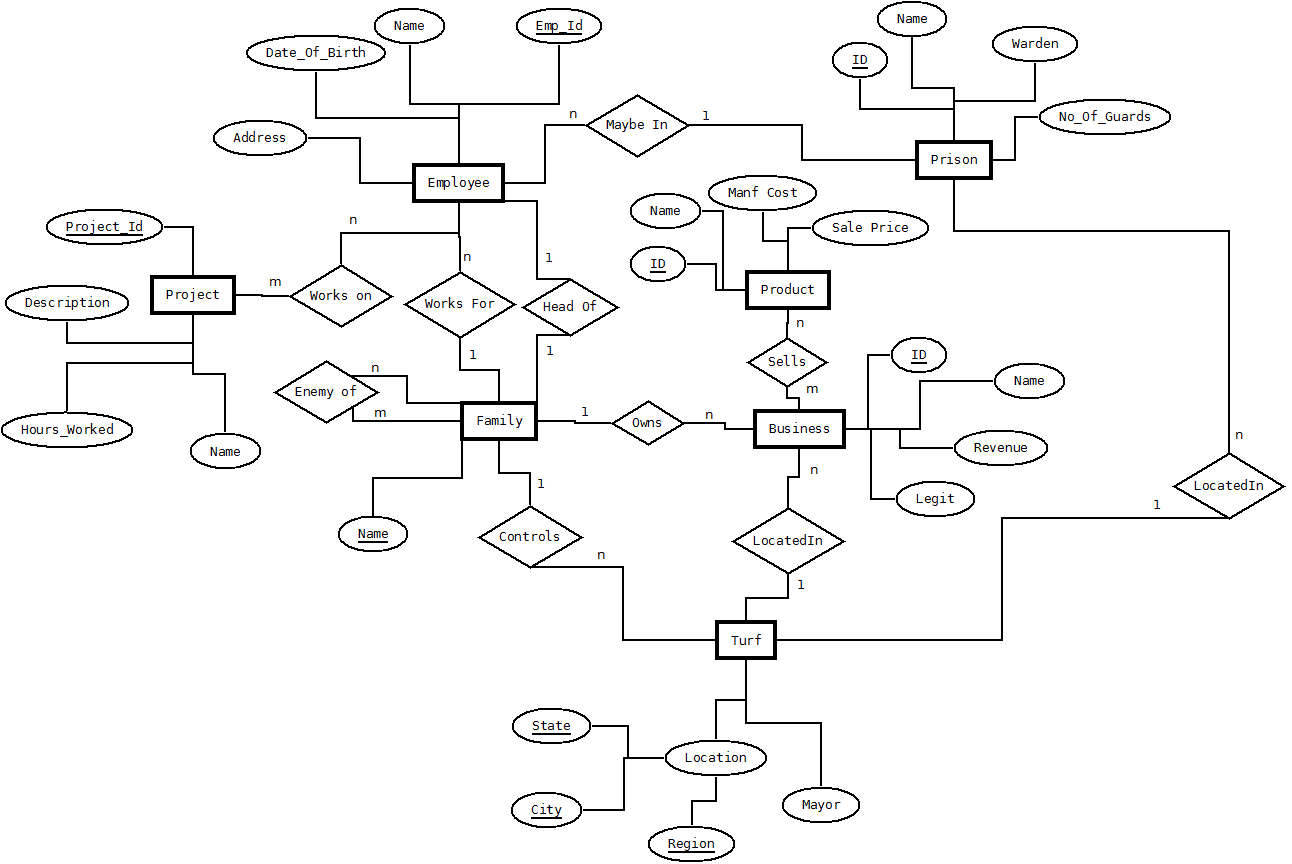 Name
Name
Emp_Id
Warden
Date_Of_Birth
ID
No_Of_Guards
n
1
Maybe In
Address
Prison
Employee
Manf Cost
Name
n
Project_Id
Sale Price
n
1
ID
m
Product
Project
Works on
Description
Works For
Head Of
n
1
1
Sells
ID
n
Enemy of
m
Name
m
1
n
Family
Owns
Business
Hours_Worked
n
Name
Revenue
n
1
LocatedIn
Legit
1
Name
Controls
LocatedIn
n
1
Turf
State
Location
City
Mayor
Region